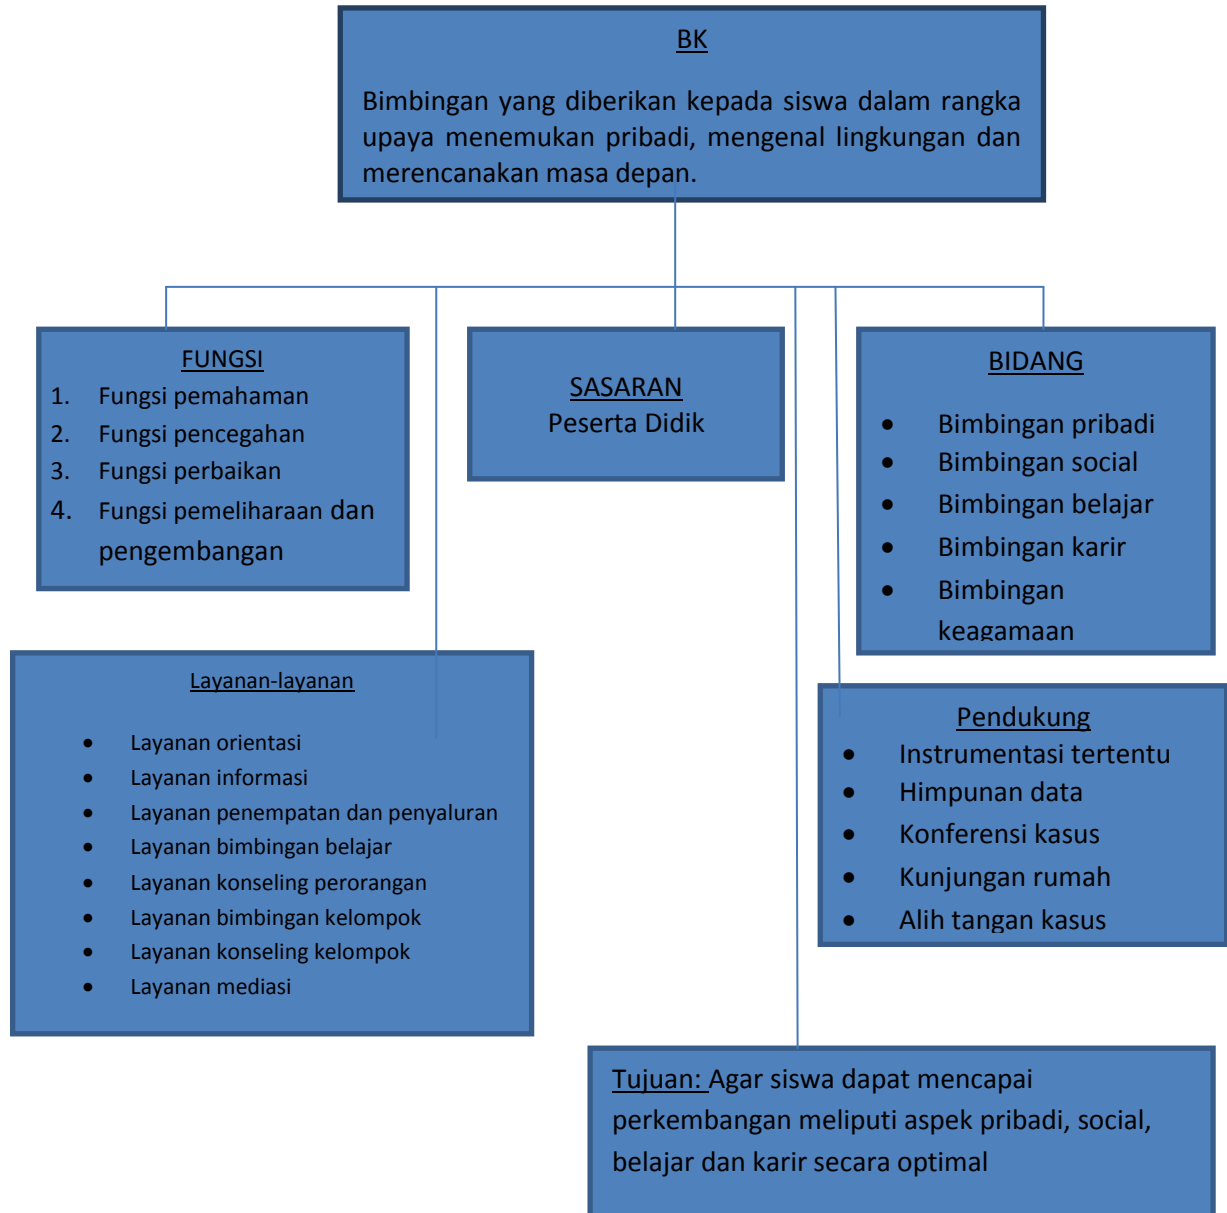 BK
Bimbingan yang diberikan kepada siswa dalam rangka
upaya menemukan pribadi, mengenal lingkungan dan
merencanakan masa depan.
FUNGSI
1. Fungsi pemahaman
2. Fungsi pencegahan
3. Fungsi perbaikan
4. Fungsi pemeliharaan dan
pengembangan
SASARAN
Peserta Didik
BIDANG
• Bimbingan pribadi
• Bimbingan social
• Bimbingan belajar
• Bimbingan karir
• Bimbingan
keagamaan
Layanan-layanan
• Layanan orientasi
• Layanan informasi
• Layanan penempatan dan penyaluran
• Layanan bimbingan belajar
• Layanan konseling perorangan
• Layanan bimbingan kelompok
• Layanan konseling kelompok
• Layanan mediasi
Pendukung
• Instrumentasi tertentu
• Himpunan data
• Konferensi kasus
• Kunjungan rumah
• Alih tangan kasus
Tujuan: Agar siswa dapat mencapai
perkembangan meliputi aspek pribadi, social,
belajar dan karir secara optimal